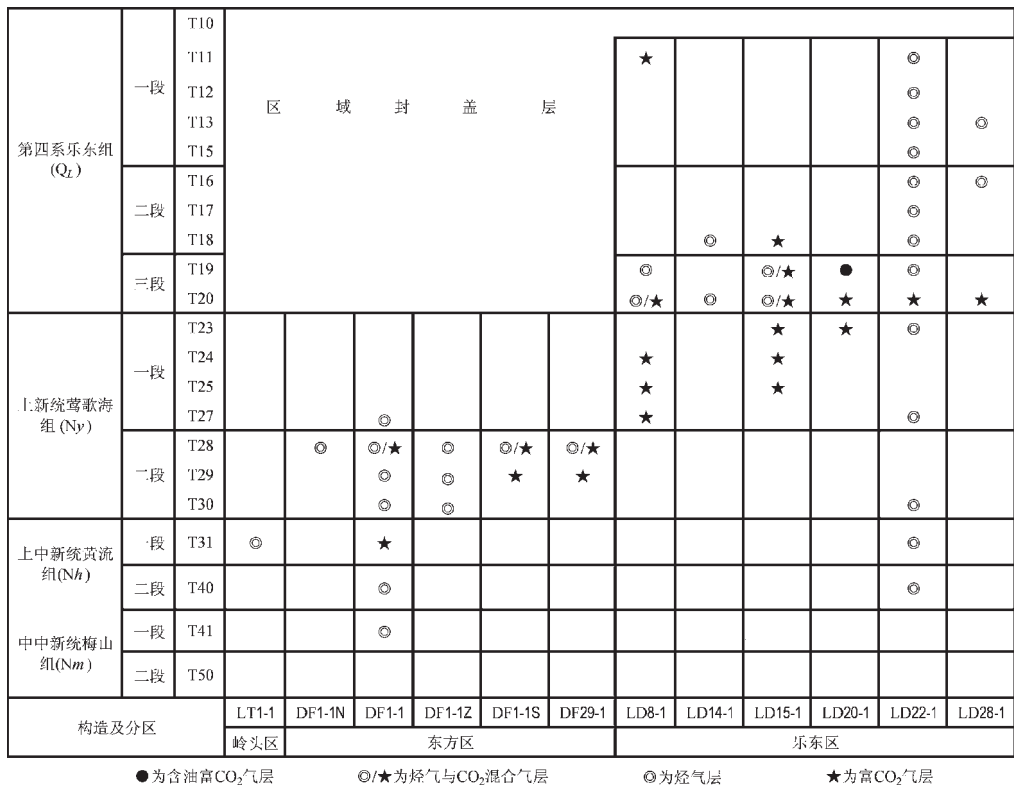 T10
T11 ★ ◎
一段 T12 ◎
区域封盖层
T13 ◎ ◎
第四系乐东组 T15 ◎
(QL)
T16 ◎ ◎
二段 T17 ◎
T18 ◎ ★ ◎
T19 ◎ ◎/★ ● ◎
三段
T20 ◎/★ ◎ ◎/★ ★ ★ ★
T23 ★ ★ ◎
一段 T24 ★ ★
上新统莺歌海 T25 ★ ★
组 (Ny) T27 ◎ ★ ◎
T28 ◎ ◎/★ ◎ ◎/★ ◎/★
二段 T29 ◎ ◎ ★ ★
T30 ◎ ◎ ◎
上中新统黄流 一段 T31 ◎ ★ ◎
组(Nh)
二段 T40 ◎ ◎
中中新统梅山 一段 T41 ◎
组(Nm)
二段 T50
构造及分区 LT1-1 DF1-1N DF1-1 DF1-1Z DF1-1S DF29-1 LD8-1 LD14-1 LD15-1 LD20-1 LD22-1 LD28-1
岭头区 东方区 乐东区
●为含油富CO2气层 ◎/★为烃气与CO2混合气层 ◎为烃气层 ★为富CO2气层